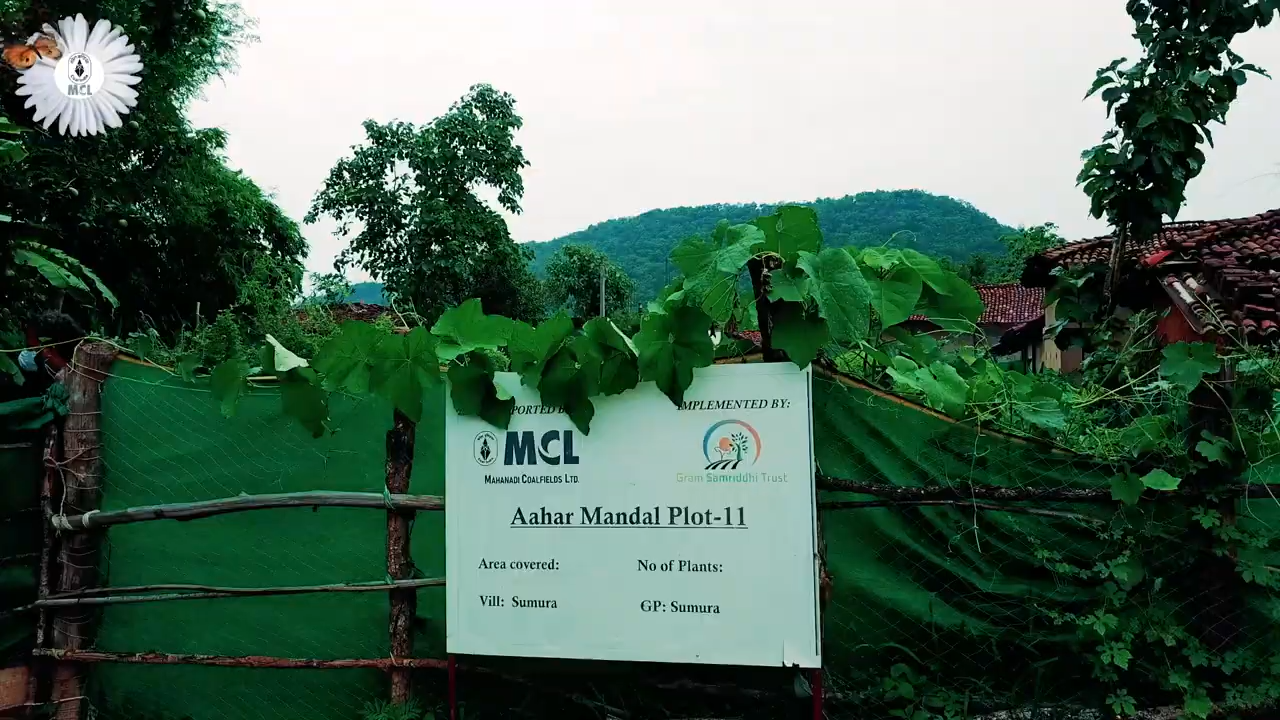 MCL
PORTED B
IMPLEMENTED BY:
MCL
MAHANADI COALFIELDS LTD.
Gram Samriddhi Trust
Aahar Mandal Plot-11
Area covered:
No of Plants:
Vill: Sumura
GP: Sumura